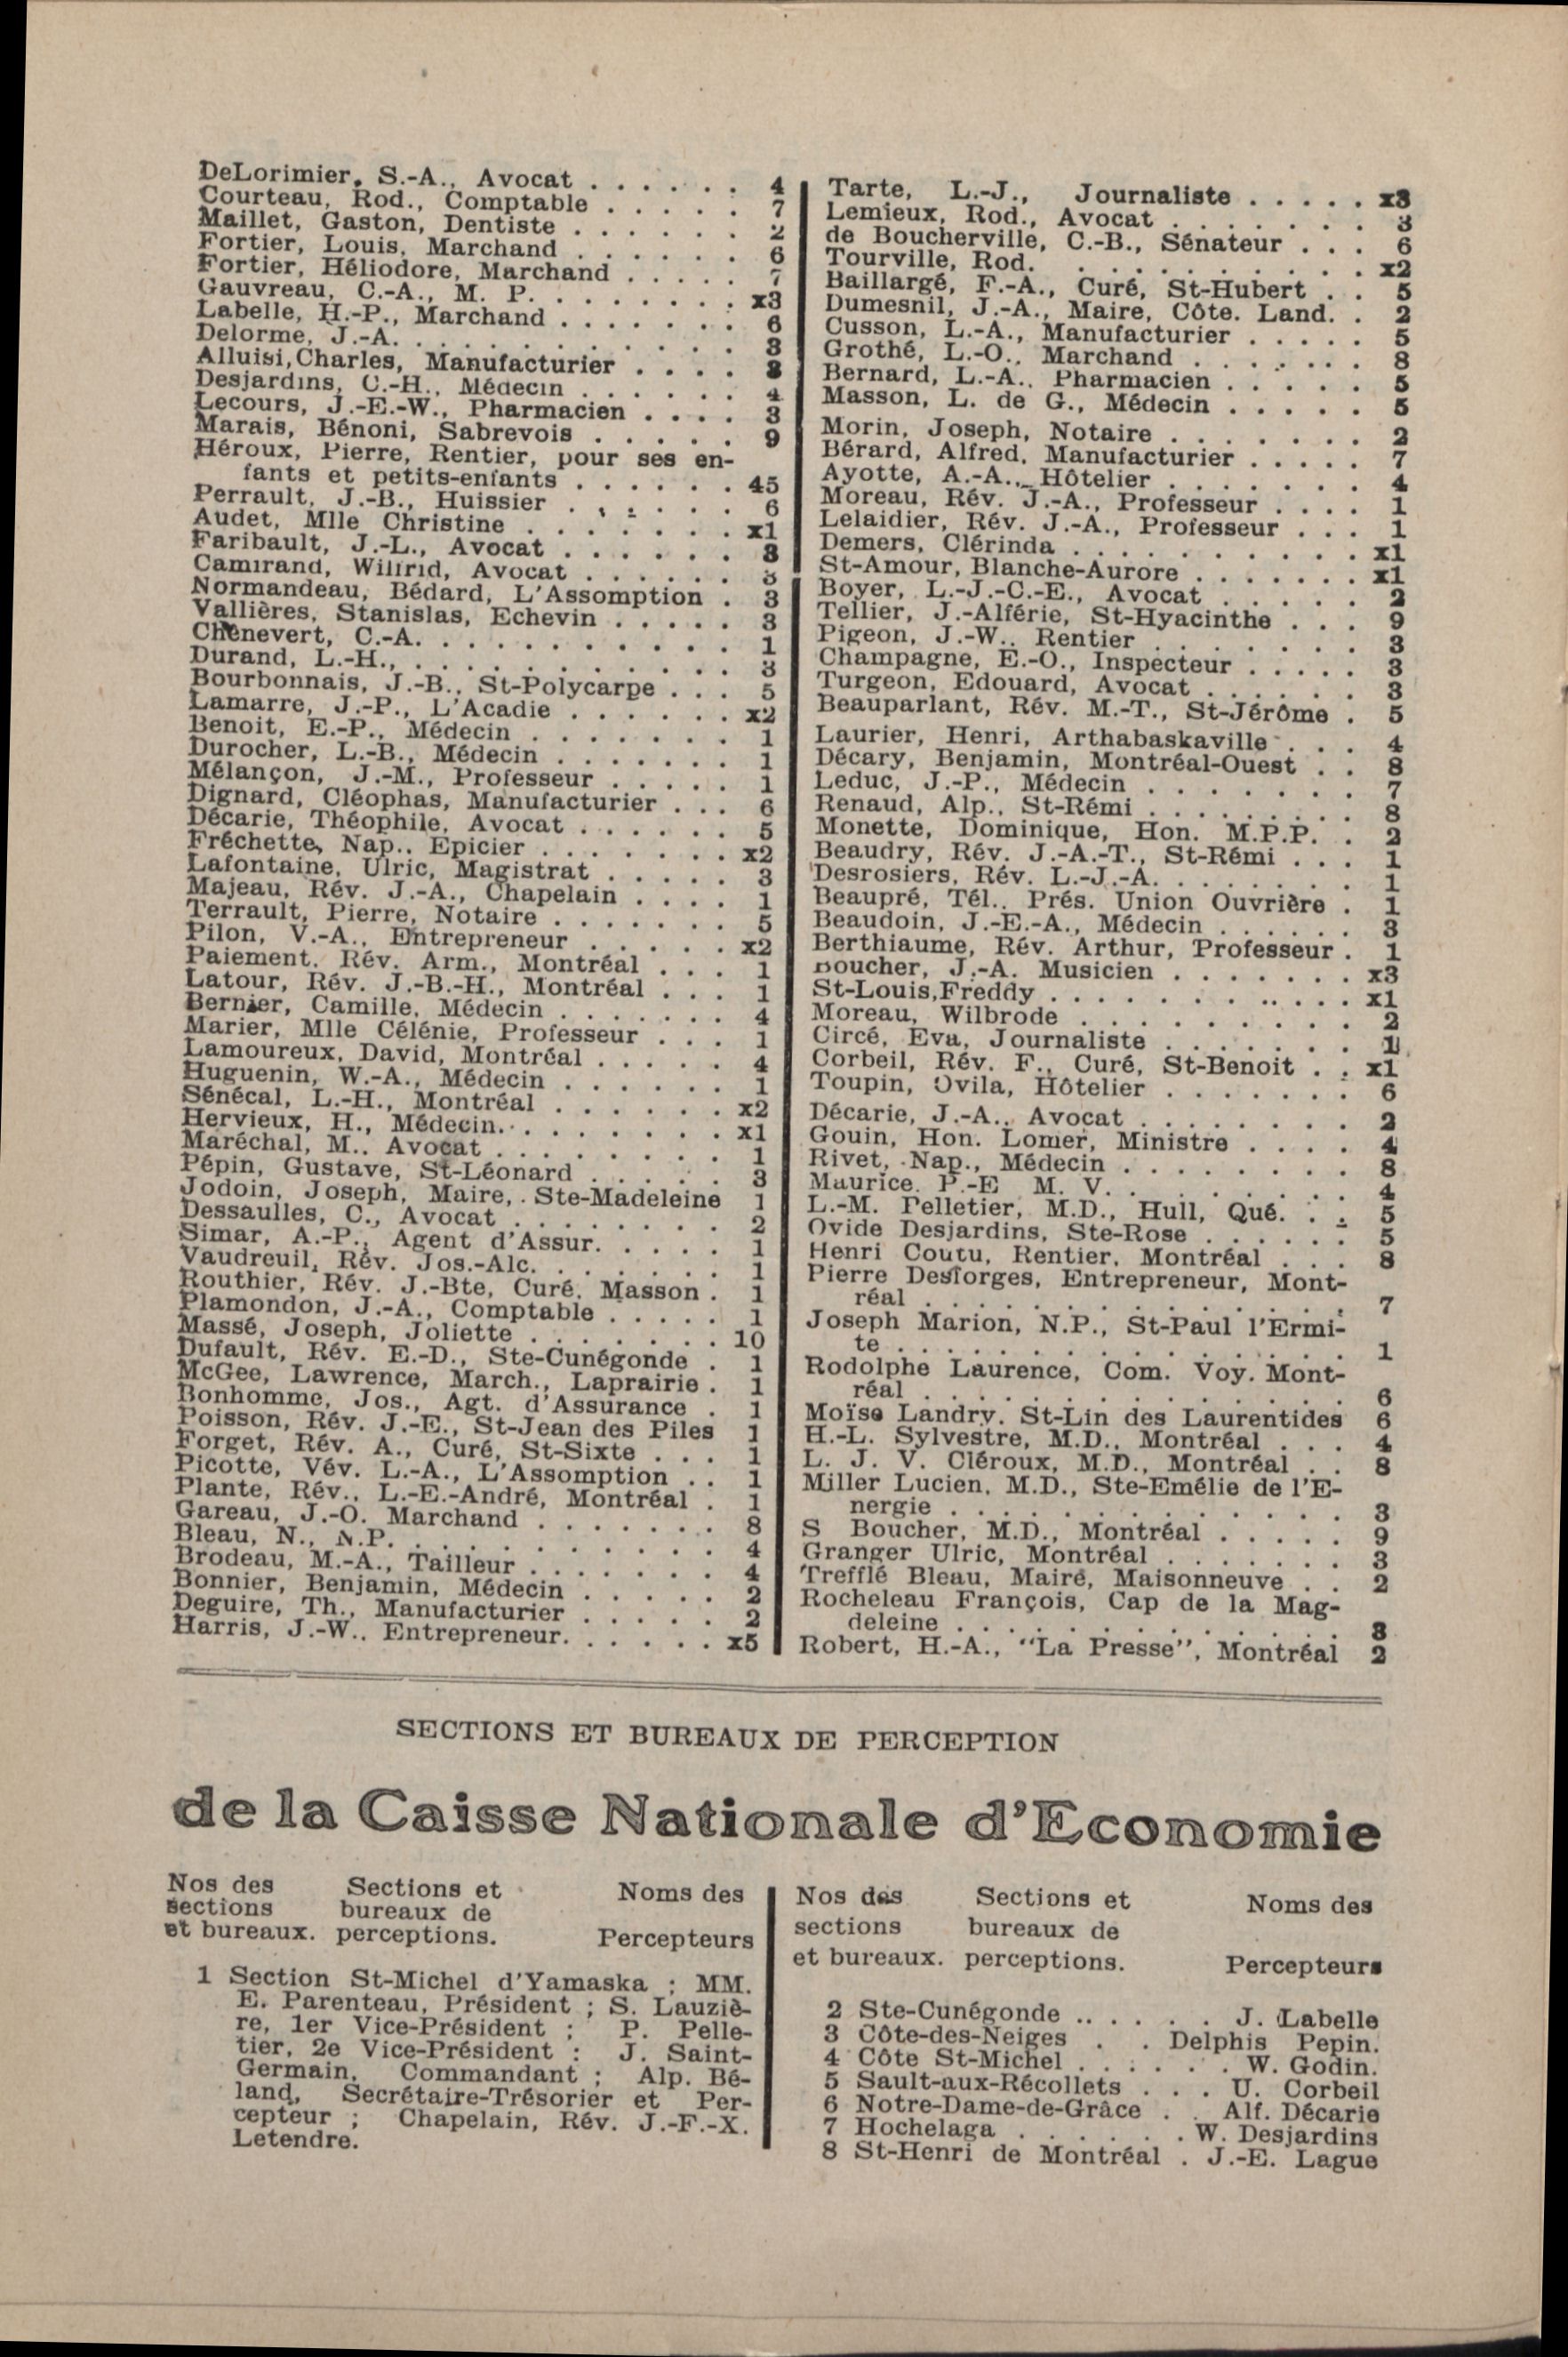 DeLorimier, S.-A., Avocat . . . . . . 4
Courteau, Rod., Comptable . . . . . 7
Maillet, Gaston, Dentiste . . . . . . 2
Fortier, Louis, Marchand . . . . . . 6
Fortier, Héliodore, Marchand . . . . . 7
Gauvreau, C.-A., M. P. . . . . . . . x3
Labelle, H.-P., Marchand . . . . . . . 6
Delorme, J.-A. . . . . . . . . . . . . 3
Alluisi, Charles, Manufacturier . . . .
Desjardins, C.-H., Médecin . . . . . . 4
Lecours, J.-E.-W., Pharmacien . . . . 3
Marais, Bénoni, Sabrevois . . . . . 9
Héroux, Pierre, Rentier, pour ses en-
fants et petits-enfants . . . . . . 45
Perrault, J.-B., Huissier . . . . . . 6
Audet, Mlle Christine . . . . . . . x1
Faribault, J.-L., Avocat . . . . . . 3
Camirand, Wilfrid, Avocat . . . . . . 3
Normandeau, Bédard, L'Assomption . 3
Vallières, Stanislas, Echevin . . . . . 3
Chênevert, C.-A. . . . . . . . . . . 1
Durand, L.-H., . . . . . . . . . . . . 3
Bourbonnais, J.-B., St-Polycarpe . . . 5
Lamarre, J.-P., L'Acadie . . . . . . x2
Benoit, E.-P., Médecin . . . . . . . 1
Durocher, L.-B., Médecin . . . . . . . 1
Mélançon, J.-M., Professeur . . . . . 1
Dignard, Cléophas, Manufacturier . . . 6
Décarie, Théophile, Avocat . . . . . . 5
Fréchette, Nap., Epicier . . . . . . . x2
Lafontaine, Ulric, Magistrat . . . . . 3
Majeau, Rév. J.-A., Chapelain . . . . 1
Terrault, Pierre, Notaire . . . . . . . 5
Pilon, V.-A., Entrepreneur . . . . . x2
Paiement. Rév. Arm., Montréal . . . 1
Latour, Rév. J.-B.-H., Montréal . . . 1
Bernier, Camille, Médecin . . . . . . . 4
Marier, Mlle Célénie, Professeur . . . 1
Lamoureux, David, Montréal . . . . . 4
Huguenin, W.-A., Médecin . . . . . . 1
Sénécal, L.-H., Montréal . . . . . . x2
Hervieux, H., Médecin. . . . . . . . . x1
Maréchal, M.. Avocat . . . . . . . . . 1
Pépin, Gustave, St-Léonard . . . . . 3
Jodoin, Joseph, Maire, Ste-Madeleine 1
Dessaulles, C., Avocat . . . . . . . . 2
Simar, A.-P., Agent d'Assur. . . . . 1
Vaudreuil, Rév. Jos.-Alc. . . . . . . . 1
Routhier, Rév. J.-Bte, Curé, Masson . 1
Plamondon, J.-A., Comptable . . . . . 1
Massé, Joseph, Joliette . . . . . . . . 10
Dufault, Rév. E.-D., Ste-Cunégonde . 1
McGee, Lawrence, March., Laprairie . 1
Bonhomme, Jos., Agt. d'Assurance . 1
Poisson, Rév. J.-E., St-Jean des Piles 1
Forget, Rév. A., Curé, St-Sixte . . . 1
Picotte, Vév. L.-A., L'Assomption . . 1
Plante, Rév., L.-E.-André, Montréal . 1
Gareau, J.-O. Marchand . . . . . . . 8
Bleau, N., N.P. . . . . . . . . . . . 4
Brodeau, M.-A., Tailleur . . . . . . . 4
Bonnier, Benjamin, Médecin . . . . . 2
Deguire, Th., Manufacturier . . . . . 2
Harris, J.-W.. Entrepreneur. . . . . . x5
Tarte, L.-J., Journaliste . . . . . x3
Lemieux, Rod., Avocat . . . . . . . 3
de Boucherville, C.-B., Sénateur . . . 6
Tourville, Rod. . . . . . . . . . . . x2
Baillargé, F.-A., Curé, St-Hubert . . 5
Dumesnil, J.-A., Maire, Côte. Land. . 2
Cusson, L.-A., Manufacturier . . . . . 5
Grothé, L.-O., Marchand . . . . . . . 8
Bernard, L.-A., Pharmacien . . . . . 5
Masson, L. de G., Médecin . . . . . 5
Morin, Joseph, Notaire . . . . . . . 2
Bérard, Alfred, Manufacturier . . . . . 7
Ayotte, A.-A., Hôtelier . . . . . . . 4
Moreau, Rév. J.-A., Professeur . . . . 1
Lelaidier, Rév. J.-A., Professeur . . . 1
Demers, Clérinda . . . . . . . . . . . x1
St-Amour, Blanche-Aurore . . . . . . . x1
Boyer, L.-J.-C.-E., Avocat . . . . . . 2
Tellier, J.-Alférie, St-Hyacinthe . . . 9
Pigeon, J.-W.. Rentier . . . . . . . . 3
Champagne, E.-O., Inspecteur . . . . . 3
Turgeon, Edouard, Avocat . . . . . . 3
Beauparlant, Rév. M.-T., St-Jérôme . 5
Laurier, Henri, Arthabaskaville . . . 4
Décary, Benjamin, Montréal-Ouest . . 8
Leduc, J.-P., Médecin . . . . . . . . 7
Renaud, Alp., St-Rémi . . . . . . . . 8
Monette, Dominique, Hon. M.P.P. . 2
Beaudry, Rév. J.-A.-T., St-Rémi . . . 1
Desrosiers, Rév. L.-J.-A. . . . . . . . 1
Beaupré, Tél., Prés. Union Ouvrière . 1
Beaudoin, J.-E.-A., Médecin . . . . . . 3
Berthiaume, Rév. Arthur, Professeur . 1
Boucher, J.-A. Musicien . . . . . . . x3
St-Louis, Freddy . . . . . . . . . . . . x1
Moreau, Wilbrode . . . . . . . . . . 2
Circé, Eva, Journaliste . . . . . . . . 1
Corbeil, Rév. F., Curé, St-Benoit . . x1
Toupin, Ovila, Hôtelier . . . . . . . 6
Décarie, J.-A., Avocat . . . . . . . . 2
Gouin, Hon. Lomer, Ministre . . . . 4
Rivet, Nap., Médecin . . . . . . . . 8
Maurice. P.-E M. V. . . . . . . . . . 4
L.-M. Pelletier, M.D., Hull, Qué. . . 5
Ovide Desjardins, Ste-Rose . . . . . . 5
Henri Coutu, Rentier, Montréal . . . 8
Pierre Desforges, Entrepreneur, Mont-
réal . . . . . . . . . . . . . . . . 7
Joseph Marion, N.P., St-Paul l'Ermi-
te . . . . . . . . . . . . . . . . . 1
Rodolphe Laurence, Com. Voy. Mont-
réal . . . . . . . . . . . . . . . . 6
Moïse Landry. St-Lin des Laurentides 6
H.-L. Sylvestre, M.D., Montréal . . . 4
L. J. V. Cléroux, M.D., Montréal . . 8
Miller Lucien, M.D., Ste-Emélie de l'E-
nergie . . . . . . . . . . . . . . . 3
S Boucher, M.D., Montréal . . . . . 9
Granger Ulric, Montréal . . . . . . . 3
Trefflé Bleau, Mairé, Maisonneuve . . 2
Rocheleau François, Cap de la Mag-
deleine . . . . . . . . . . . . . . 3
Robert, H.-A., "La Presse", Montréal 2
SECTIONS ET BUREAUX DE PERCEPTION
de la Caisse Nationale d'Economie
Nos des Sections et Noms des
sections bureaux de
et bureaux. perceptions. Percepteurs
1 Section St-Michel d'Yamaska ; MM.
E. Parenteau, Président ; S. Lauziè-
re, 1er Vice-Président ; P. Pelle-
tier, 2e Vice-Président : J. Saint-
Germain, Commandant ; Alp. Bé-
land, Secrétaire-Trésorier et Per-
cepteur ; Chapelain, Rév. J.-F.-X.
Letendre.
Nos des Sections et Noms des
sections bureaux de
et bureaux. perceptions. Percepteurs
2 Ste-Cunégonde . . . . . . . J. Labelle
3 Côte-des-Neiges . . Delphis Pepin.
4 Côte St-Michel . . . . . . W. Godin.
5 Sault-aux-Récollets . . . U. Corbeil
6 Notre-Dame-de-Grâce . . Alf. Décarie
7 Hochelaga . . . . . . W. Desjardins
8 St-Henri de Montréal . J.-E. Lague